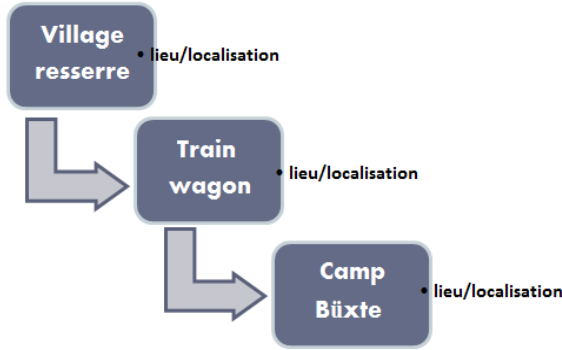 Village
resserre
• lieu/localisation
Train
wagon
• lieu/localisation
Camp
Büxte
• lieu/localisation